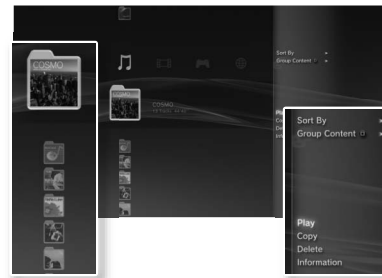 COSMO
COSMO
Sort By
Group Content
Sort By
Group Content
Play
Copy
Delete
Information